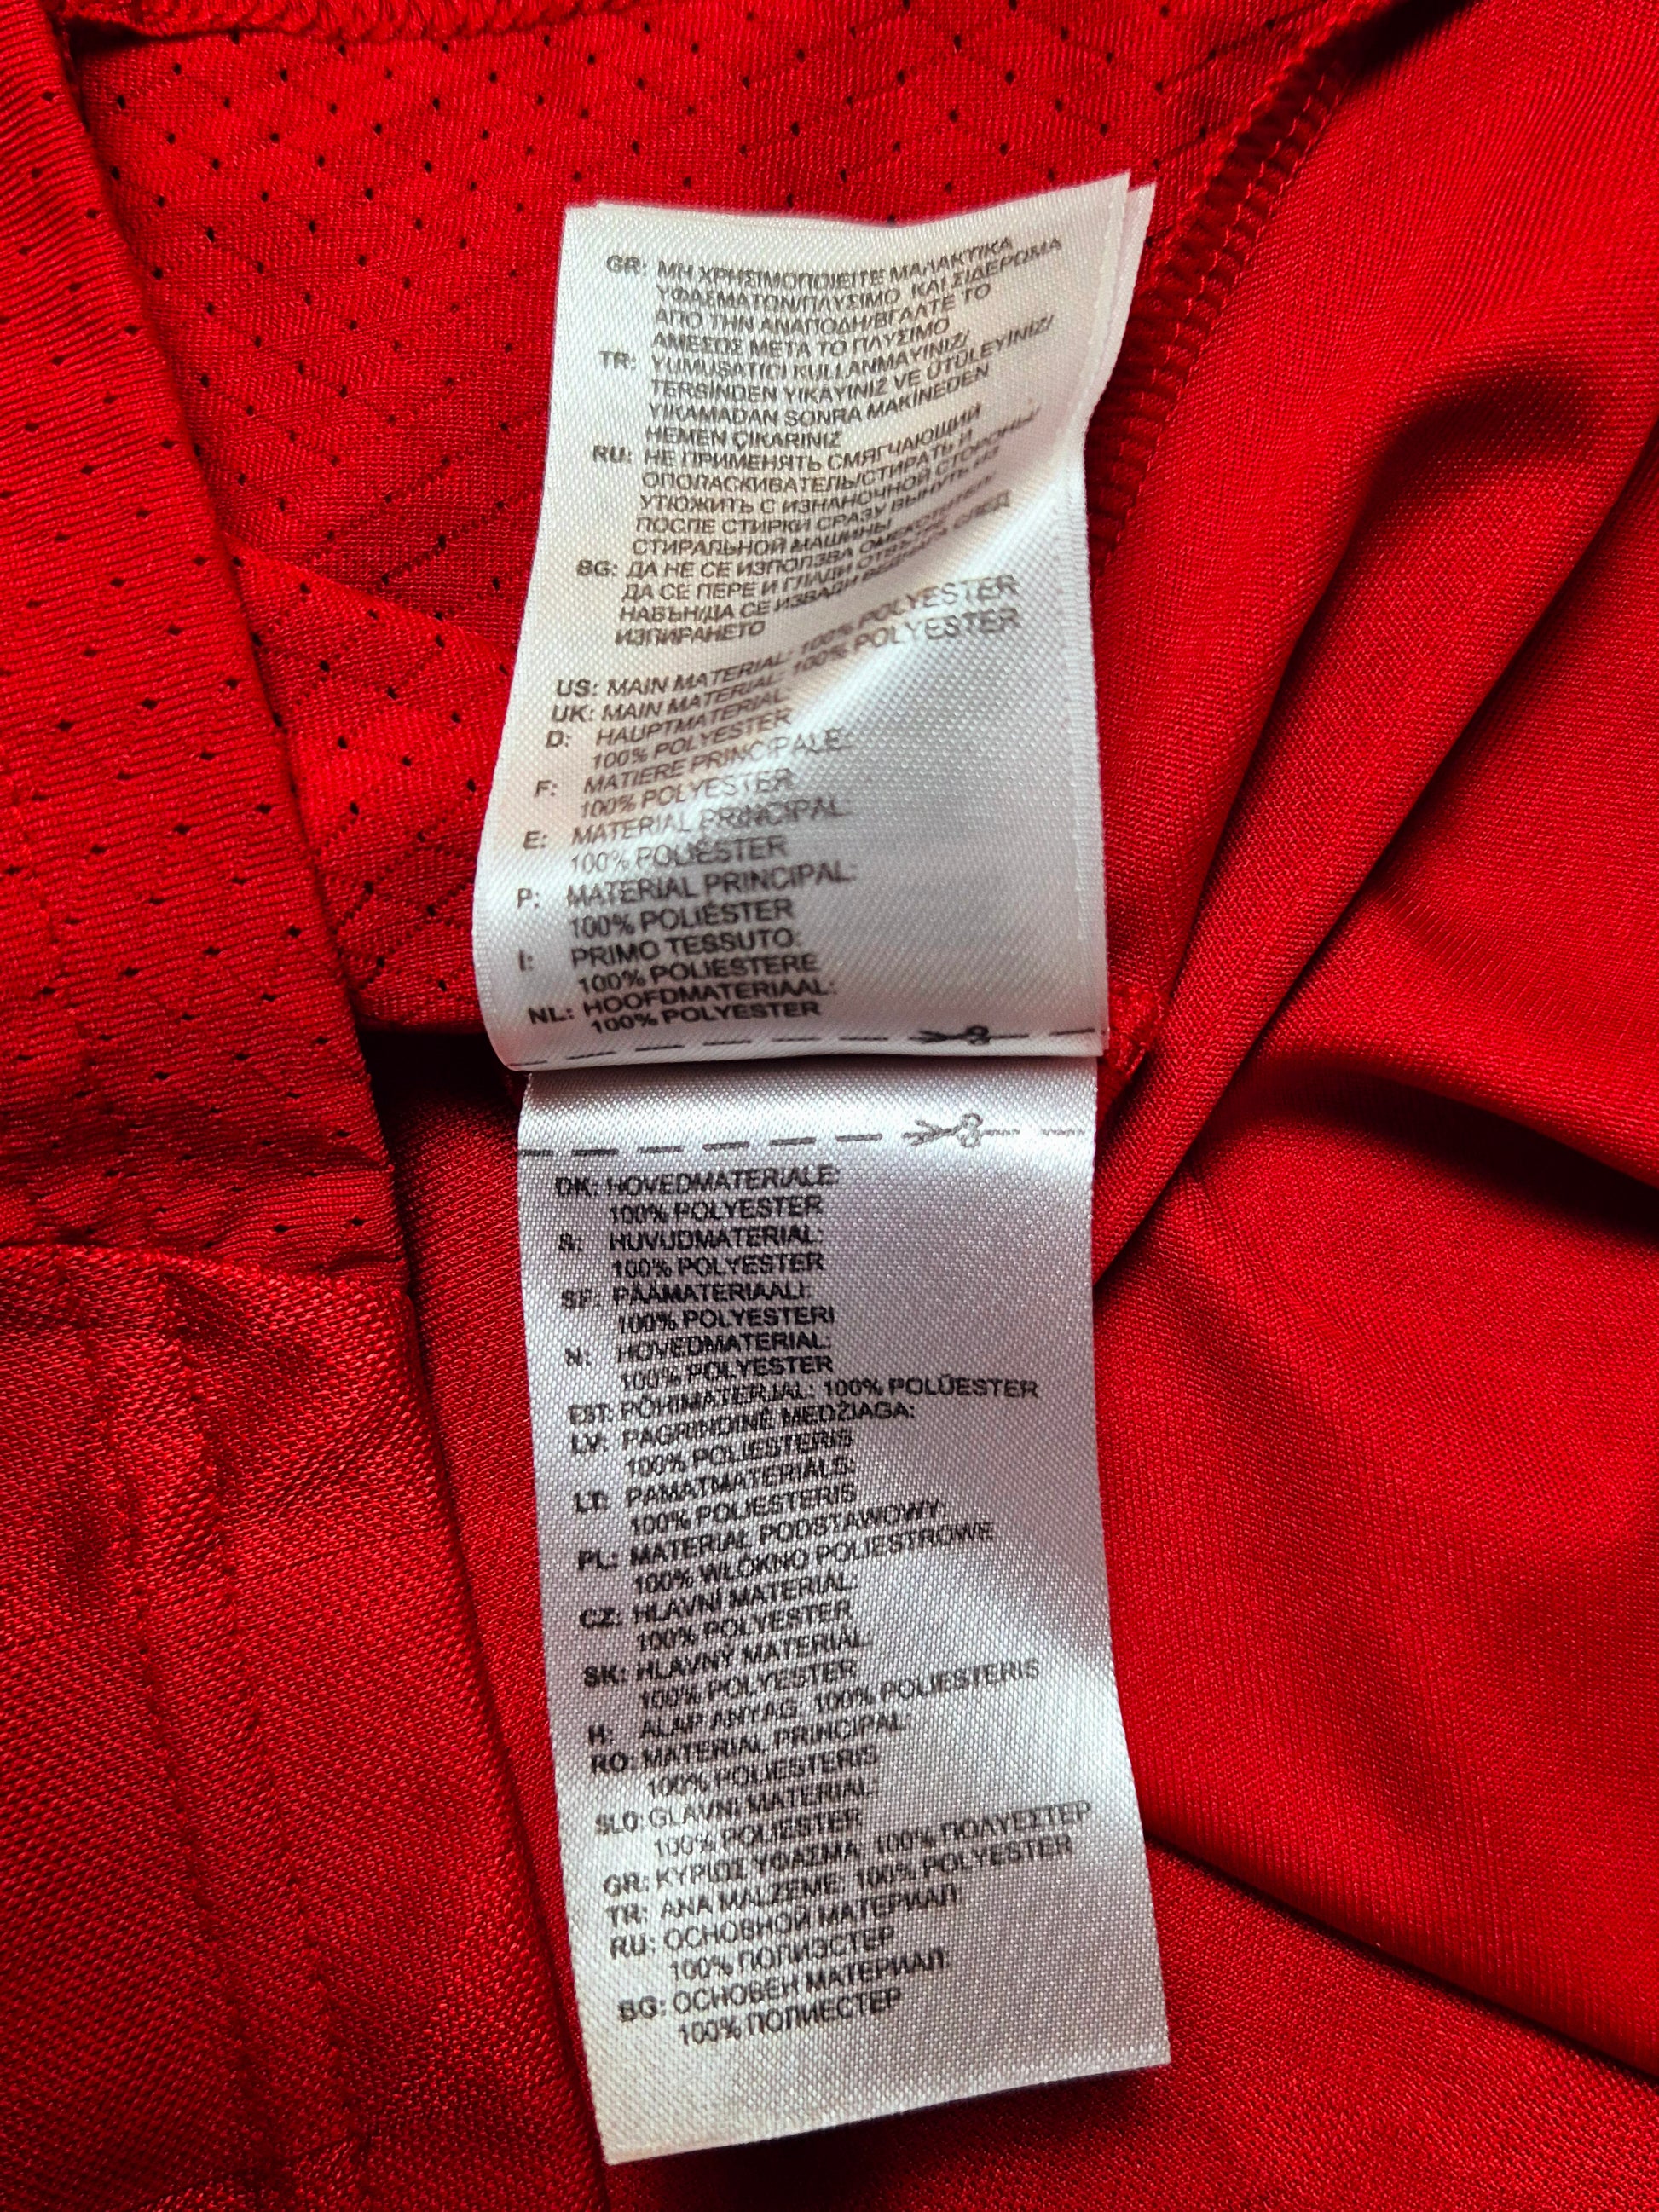 GR: ΜΗ ΧΡΗΣΙΜΟΠΟΙΕΙΤΕ ΜΑΛΑΚΤΙΚΑ
ΥΦΑΣΜΑΤΩΝ/ΠΛΥΣΙΜΟ ΚΑΙ ΣΙΔΕΡΩΜΑ
ΑΠΟ ΤΗΝ ΑΝΑΠΟΔΗ/ΒΓΑΛΤΕ ΤΟ
ΑΜΕΣΩΣ ΜΕΤΑ ΤΟ ΠΛΥΣΙΜΟ
TR: YUMUŞATICI KULLANMAYINIZ/
TERSİNDEN YIKAYINIZ VE ÜTÜLEYİNİZ/
YIKAMADAN SONRA MAKİNEDEN
HEMEN ÇIKARINIZ
RU: НЕ ПРИМЕНЯТЬ СМЯГЧАЮЩИЙ
ОПОЛАСКИВАТЕЛЬ/СТИРАТЬ И
УТЮЖИТЬ С ИЗНАНОЧНОЙ СТОРОНЫ/
ПОСЛЕ СТИРКИ СРАЗУ ВЫНУТЬ ИЗ
СТИРАЛЬНОЙ МАШИНЫ
BG: ДА НЕ СЕ ИЗПОЛЗВА ОМЕКОТИТЕЛ/
ДА СЕ ПЕРЕ И ГЛАДИ ОТВЪТРЕ
НАВЪН/ДА СЕ ИЗВАДИ ВЕДНАГА СЛЕД
ИЗПИРАНЕТО
US: MAIN MATERIAL: 100% POLYESTER
UK: MAIN MATERIAL: 100% POLYESTER
D: HAUPTMATERIAL:
100% POLYESTER
F: MATIERE PRINCIPALE:
100% POLYESTER
E: MATERIAL PRINCIPAL:
100% POLIÉSTER
P: MATERIAL PRINCIPAL:
100% POLIÉSTER
I: PRIMO TESSUTO:
100% POLIESTERE
NL: HOOFDMATERIAAL:
100% POLYESTER
DK: HOVEDMATERIALE:
100% POLYESTER
S: HUVUDMATERIAL:
100% POLYESTER
SF: PÄÄMATERIAALI:
100% POLYESTERI
N: HOVEDMATERIAL:
100% POLYESTER
EST: PÕHIMATERJAL: 100% POLÜESTER
LV: PAGRINDINĖ MEDŽIAGA:
100% POLIESTERIS
LT: PAMATMATERIĀLS:
100% POLIESTERIS
PL: MATERIAŁ PODSTAWOWY:
100% WŁÓKNO POLIESTROWE
CZ: HLAVNÍ MATERIÁL:
100% POLYESTER
SK: HLAVNÝ MATERIÁL:
100% POLYESTER
H: ALAP ANYAG: 100% POLIESTERIS
RO: MATERIAL PRINCIPAL:
100% POLIESTERIS
SLO: GLAVNI MATERIAL:
100% POLIESTER
GR: ΚΥΡΙΩΣ ΥΦΑΣΜΑ: 100% ΠΟΛΥΕΣΤΕΡ
TR: ANA MALZEME: 100% POLYESTER
RU: ОСНОВНОЙ МАТЕРИАЛ:
100% ПОЛИЭСТЕР
BG: ОСНОВЕН МАТЕРИАЛ:
100% ПОЛИЕСТЕР